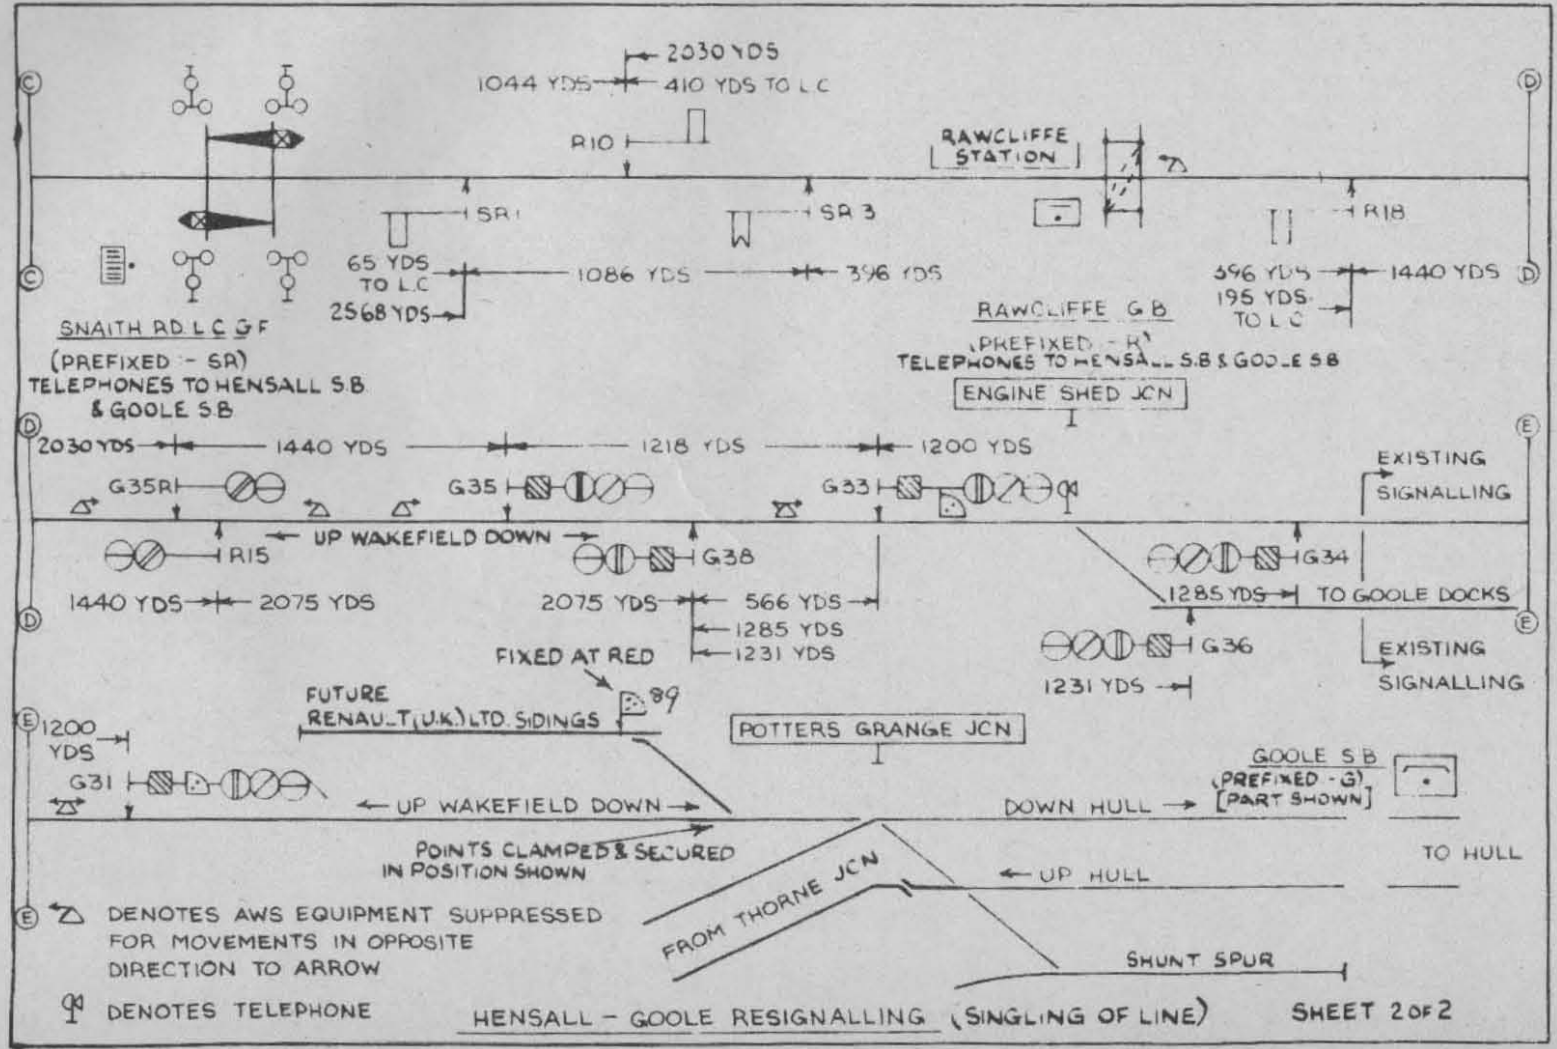 2030 YDS
1044 YDS 410 YDS TO L.C
C D
R10
RAWCLIFFE
STATION
SR 1 SR 3 R18
65 YDS
TO L.C
1086 YDS 396 YDS
396 YDS 1440 YDS
C D
2568 YDS
195 YDS.
TO L C
SNAITH RD. L C G F
(PREFIXED :- SR)
TELEPHONES TO HENSALL S.B.
& GOOLE S.B
RAWCLIFFE G B
(PREFIXED - R)
TELEPHONES TO HENSALL S.B & GOOLE S.B
ENGINE SHED JCN
D E
2030 YDS 1440 YDS 1218 YDS 1200 YDS
EXISTING
SIGNALLING
G35R G35 G33
UP WAKEFIELD DOWN
R15 G38 G34
1440 YDS 2075 YDS 2075 YDS 566 YDS
1285 YDS TO GOOLE DOCKS
D E
1285 YDS
1231 YDS
G36
EXISTING
SIGNALLING
1231 YDS
FIXED AT RED
89
FUTURE
RENAULT (U.K.) LTD. SIDINGS
POTTERS GRANGE JCN
E
1200
YDS
G31
GOOLE S B
(PREFIXED - G)
[PART SHOWN]
UP WAKEFIELD DOWN DOWN HULL
POINTS CLAMPED & SECURED
IN POSITION SHOWN
TO HULL
UP HULL
FROM THORNE JCN
SHUNT SPUR
E
DENOTES AWS EQUIPMENT SUPPRESSED
FOR MOVEMENTS IN OPPOSITE
DIRECTION TO ARROW
DENOTES TELEPHONE
HENSALL - GOOLE RESIGNALLING (SINGLING OF LINE) SHEET 2 OF 2